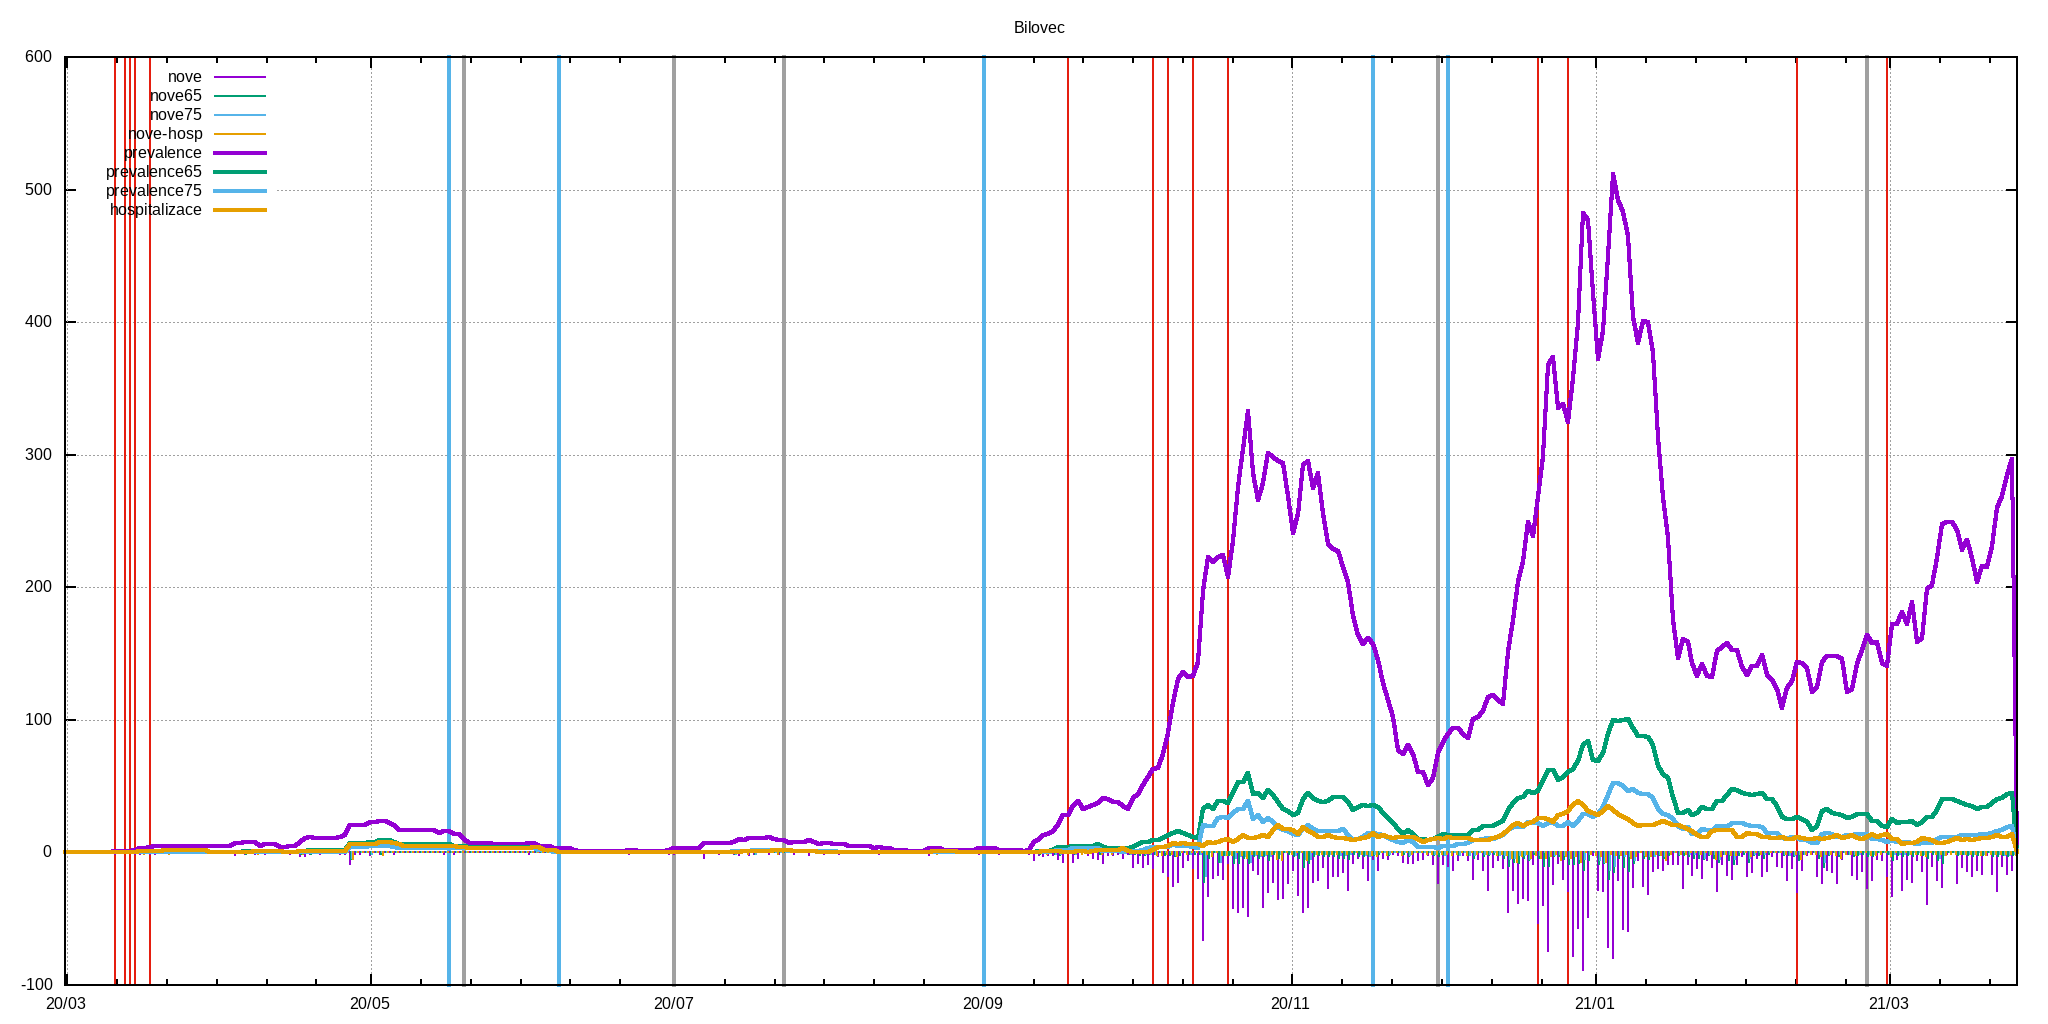 Bilovec
600
500
400
300
200
100
0
-100
nove
nove65
nove75
nove-hosp
prevalence
prevalence65
prevalence75
hospitalizace
20/03 20/05 20/07 20/09 20/11 21/01 21/03